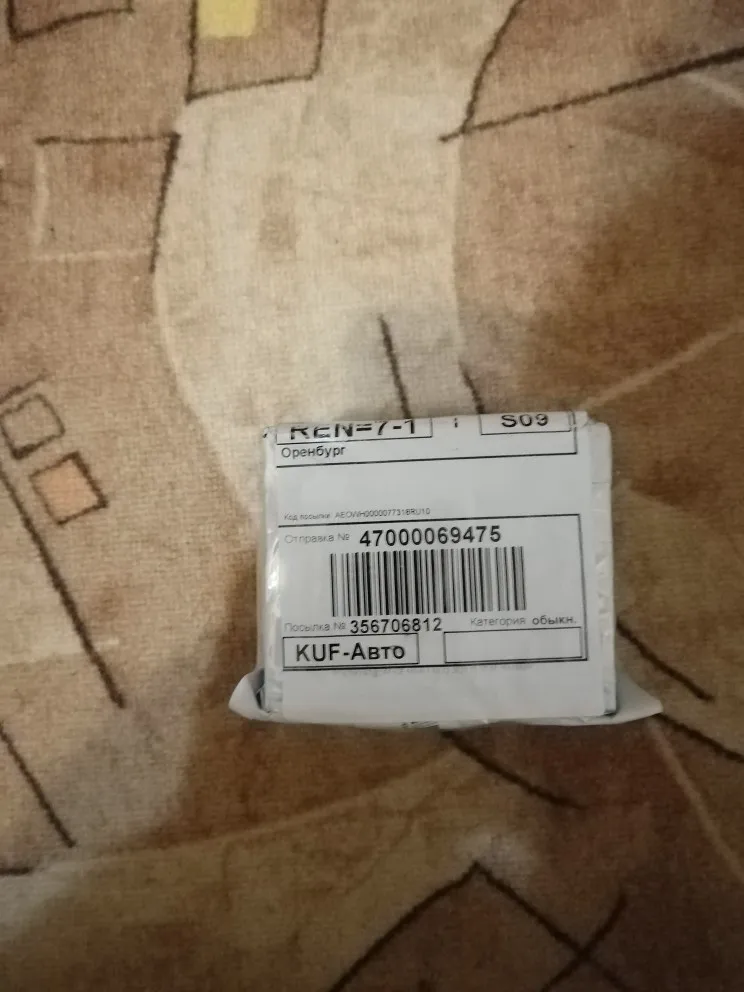 REN=7-1 S09
Оренбург
Код посылки AEOWH0000077316RU10
Отправка № 47000069475
Посылка № 356706812 Категория обыкн.
KUF-Авто